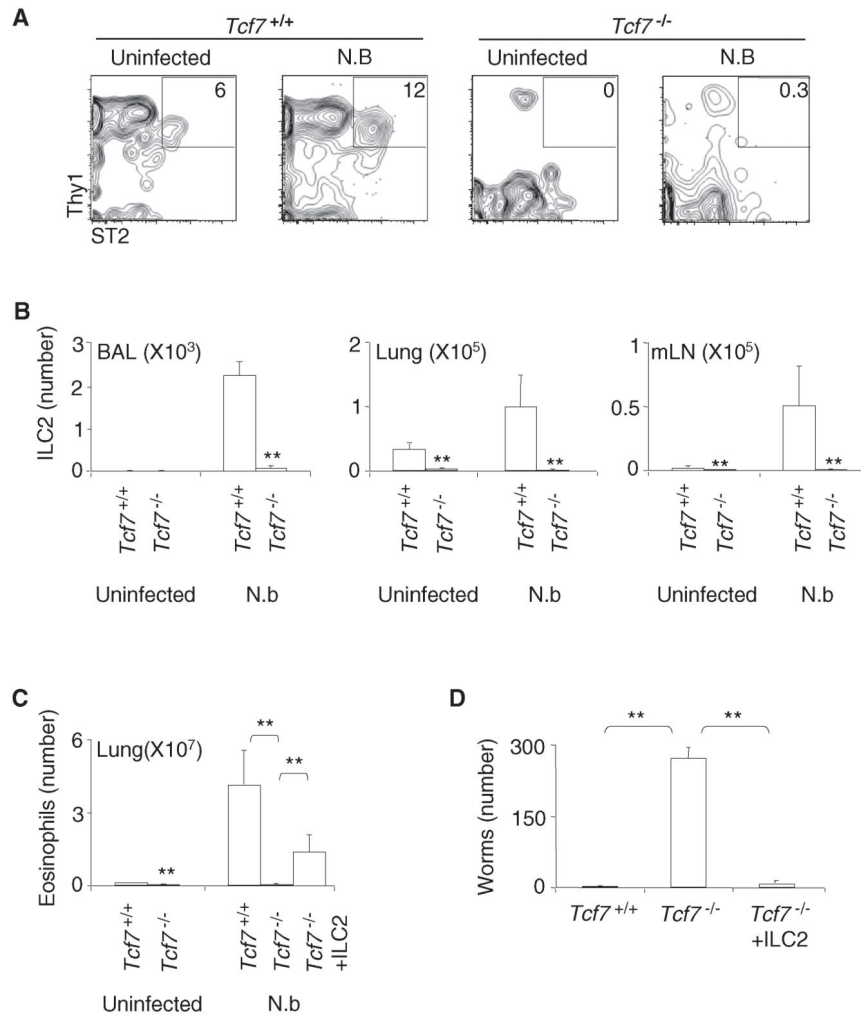 A
Tcf7 +/+
Tcf7 -/-
Uninfected
N.B
Uninfected
N.B
6
12
0
0.3
Thy1
ST2
B
ILC2 (number)
3
2
1
0
BAL (X10³)
**
Tcf7 +/+
Tcf7 -/-
Tcf7 +/+
Tcf7 -/-
Uninfected
N.b
2
1
0
Lung (X10⁵)
**
**
Tcf7 +/+
Tcf7 -/-
Tcf7 +/+
Tcf7 -/-
Uninfected
N.b
1
0.5
0
mLN (X10⁵)
**
**
Tcf7 +/+
Tcf7 -/-
Tcf7 +/+
Tcf7 -/-
Uninfected
N.b
C
Eosinophils (number)
6
3
0
Lung(X10⁷)
**
**
**
Tcf7 +/+
Tcf7 -/-
Tcf7 +/+
Tcf7 -/-
Tcf7 -/-
+ILC2
Uninfected
N.b
D
**
**
Worms (number)
300
150
0
Tcf7 +/+
Tcf7 -/-
Tcf7 -/-
+ILC2